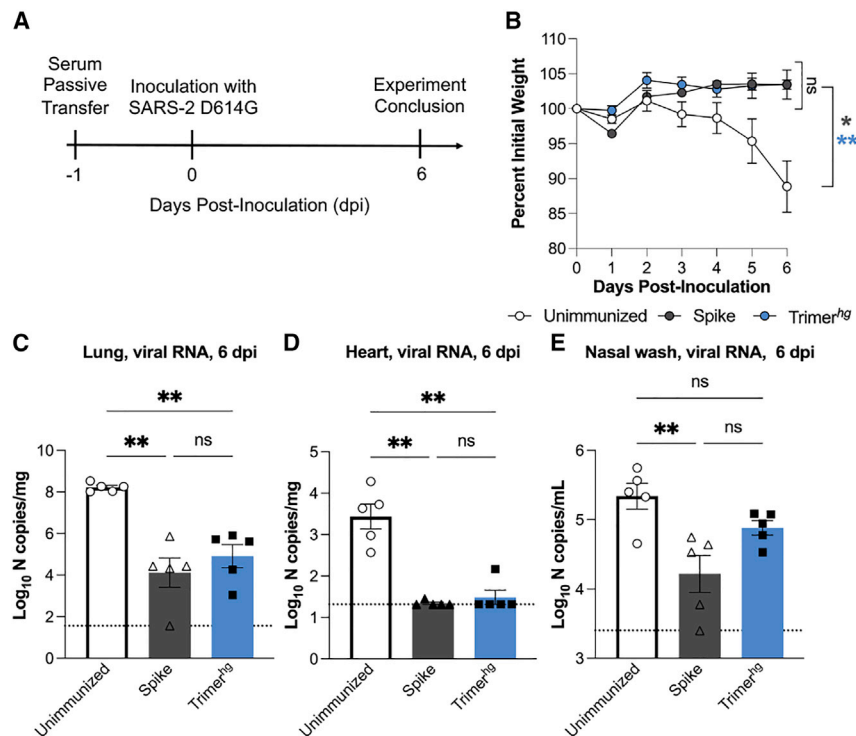 A
Serum
Passive
Transfer
Inoculation with
SARS-2 D614G
Experiment
Conclusion
-1
0
6
Days Post-Inoculation (dpi)
B
Percent Initial Weight
110
105
100
95
90
85
80
0 1 2 3 4 5 6
Days Post-Inoculation
ns
*
**
Unimmunized Spike Trimerhg
C Lung, viral RNA, 6 dpi
**
** ns
Log10 N copies/mg
10
8
6
4
2
0
Unimmunized
Spike
Trimerhg
D Heart, viral RNA, 6 dpi
**
** ns
Log10 N copies/mg
5
4
3
2
1
0
Unimmunized
Spike
Trimerhg
E Nasal wash, viral RNA, 6 dpi
ns
** ns
Log10 N copies/mL
6
5
4
3
Unimmunized
Spike
Trimerhg